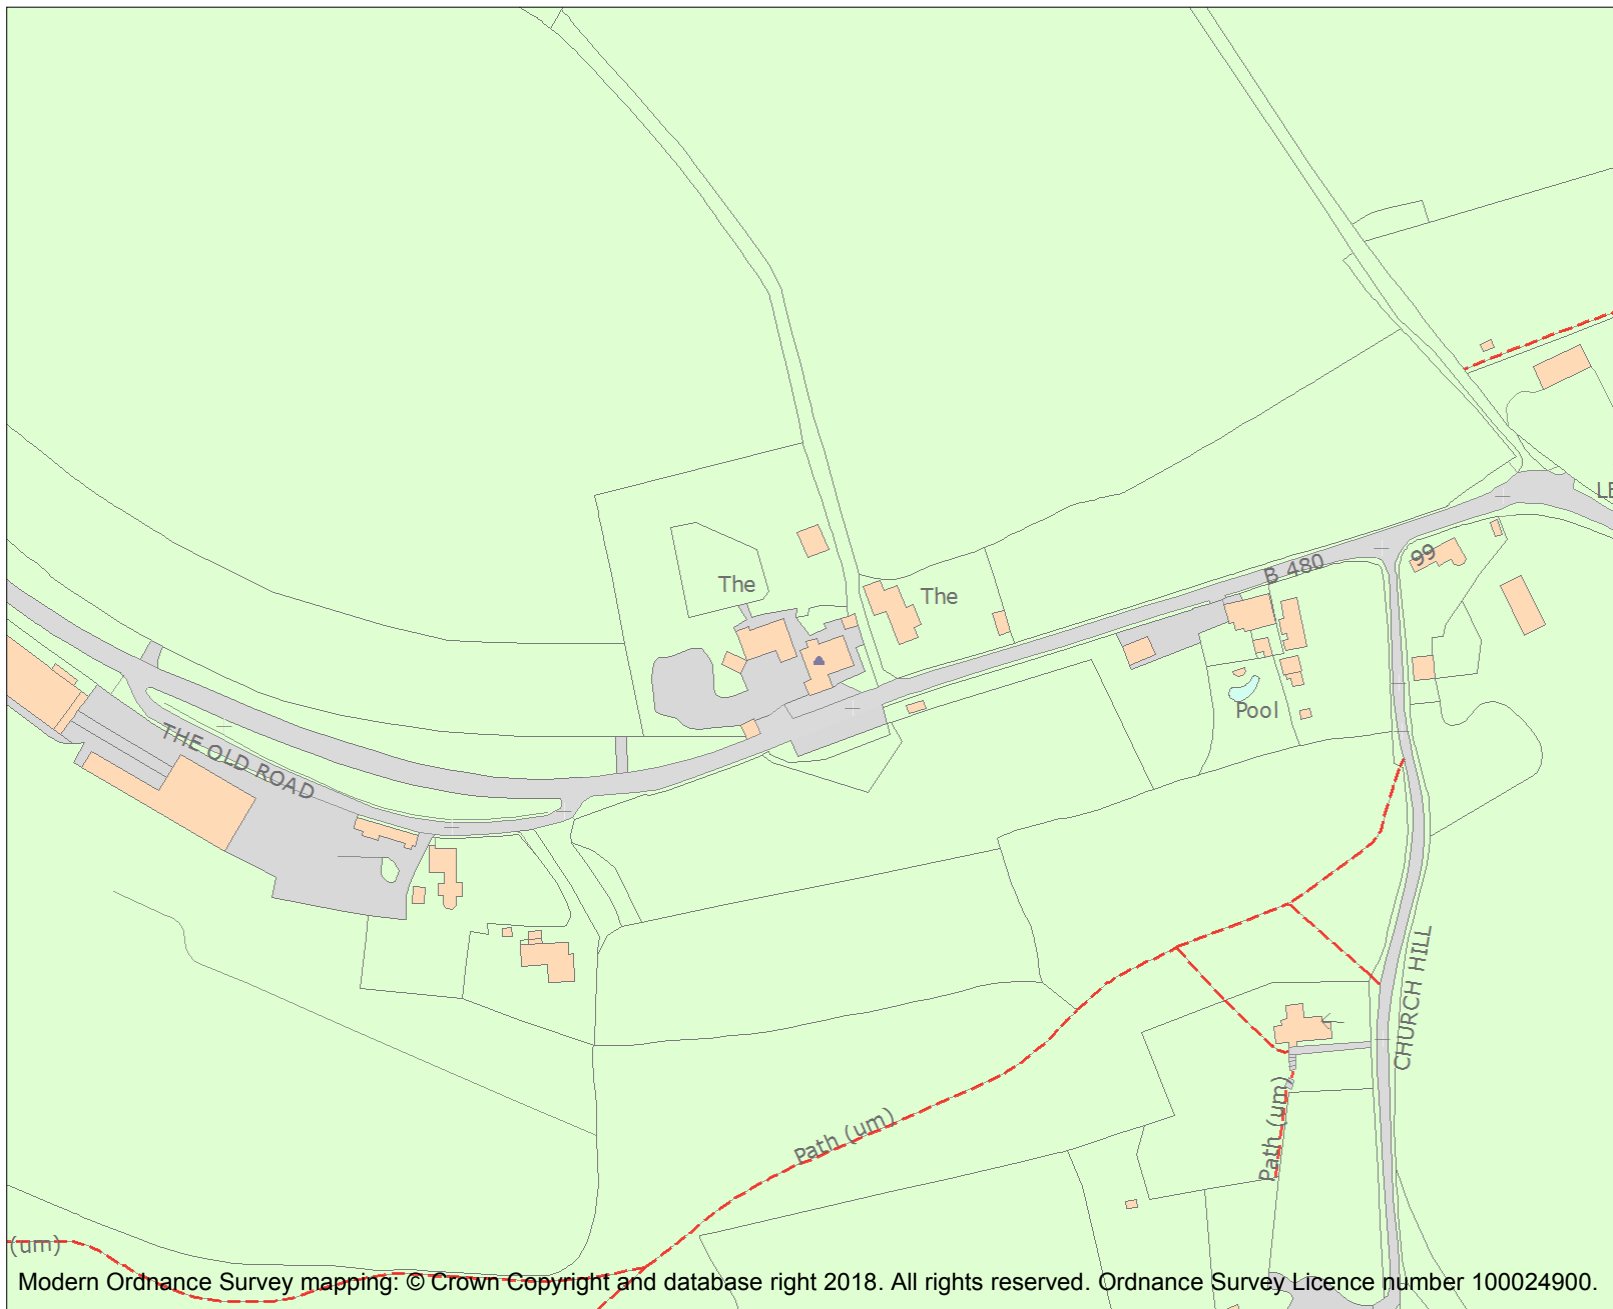 LE
99
B 480
The
The
Pool
THE OLD ROAD
CHURCH HILL
Path (um)
Path (um)
(um)
Modern Ordnance Survey mapping: © Crown Copyright and database right 2018. All rights reserved. Ordnance Survey Licence number 100024900.